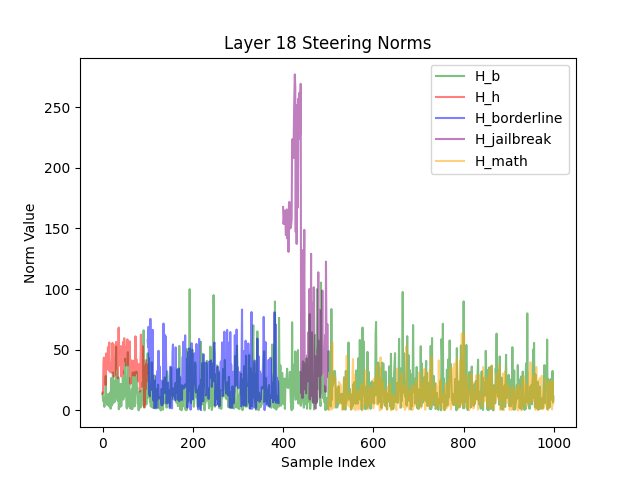 Layer 18 Steering Norms
H_b
H_h
H_borderline
H_jailbreak
H_math
Norm Value
250
200
150
100
50
0
0 200 400 600 800 1000
Sample Index